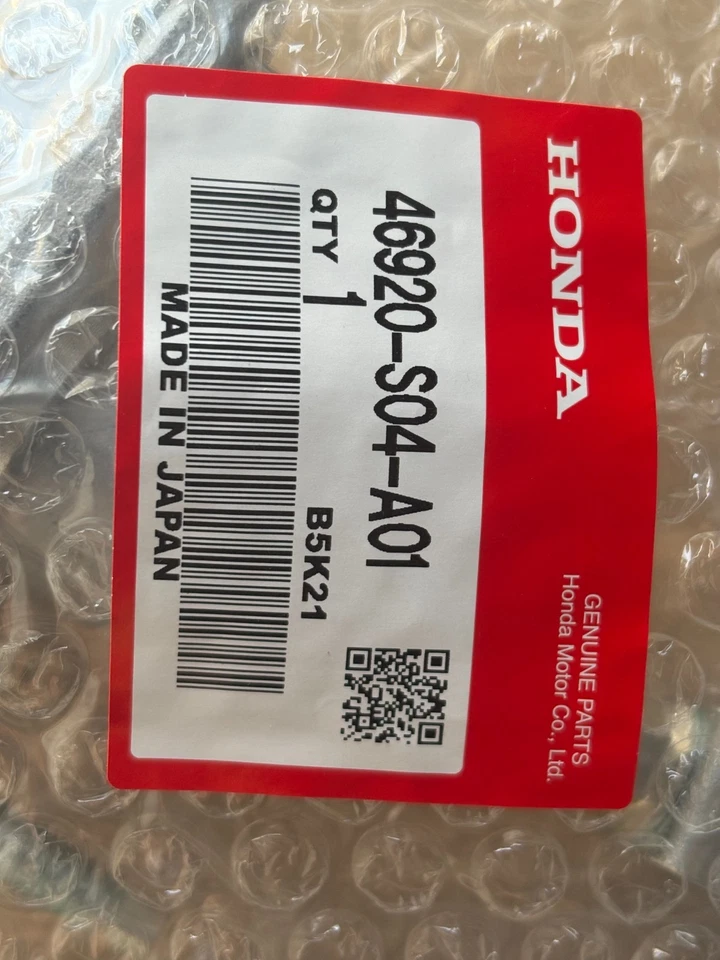 HONDA
GENUINE PARTS
Honda Motor Co., Ltd.
46920-S04-A01
QTY 1
B5K21
MADE IN JAPAN